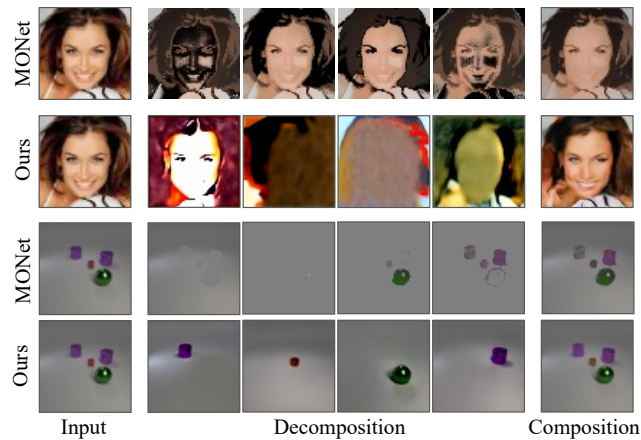 MONet
Ours
MONet
Ours
Input Decomposition Composition